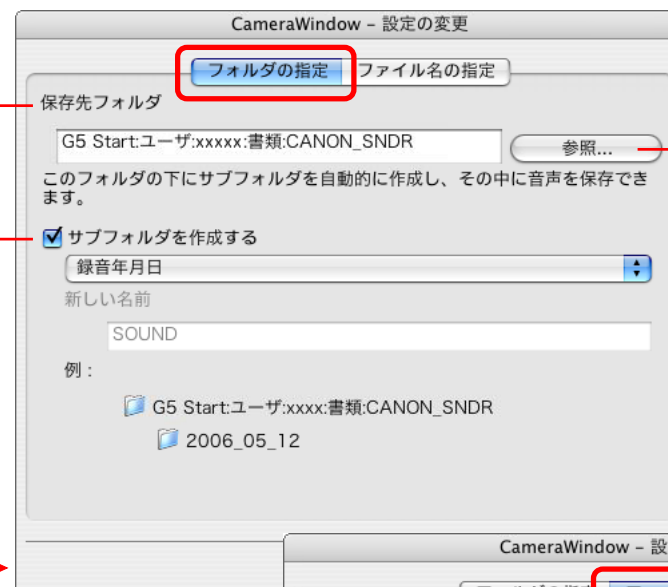 CameraWindow – 設定の変更
フォルダの指定 ファイル名の指定
保存先フォルダ
G5 Start:ユーザ:xxxxx:書類:CANON_SNDR 参照...
このフォルダの下にサブフォルダを自動的に作成し、その中に音声を保存でき
ます。
サブフォルダを作成する
録音年月日
新しい名前
SOUND
例：
G5 Start:ユーザ:xxxx:書類:CANON_SNDR
2006_05_12
CameraWindow – 設